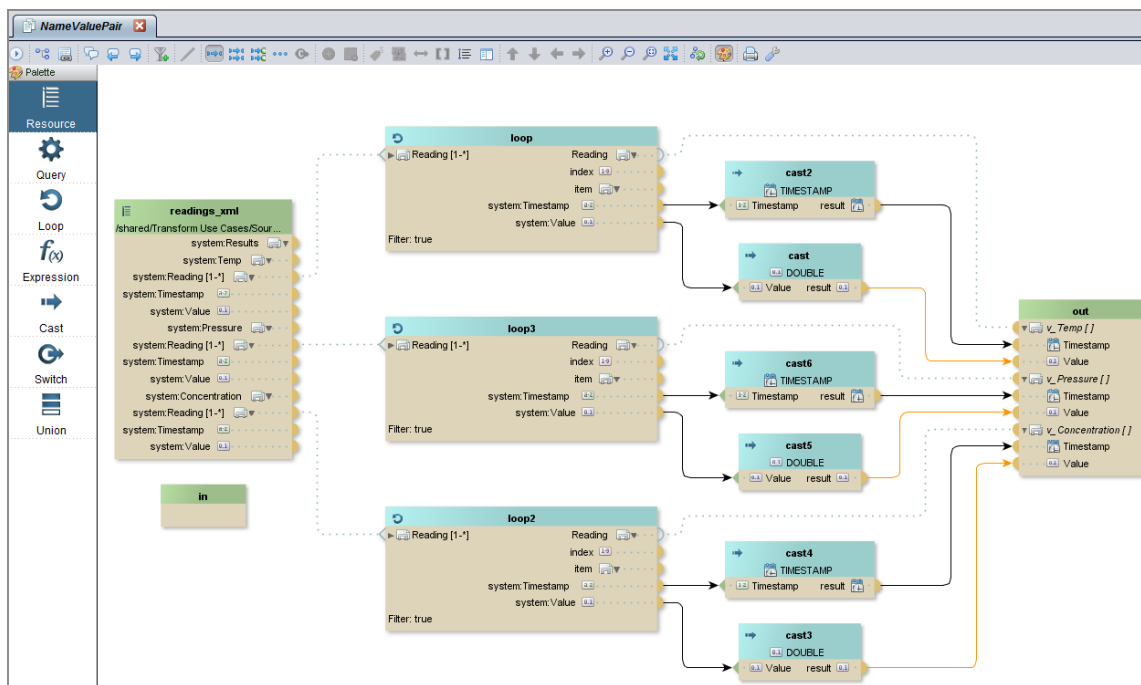 NameValuePair
Palette
Resource
Query
Loop
f(x)
Expression
Cast
Switch
Union
readings_xml
/shared/Transform Use Cases/Sour...
system:Results
system:Temp
system:Reading [1-*]
system:Timestamp
system:Value
system:Pressure
system:Reading [1-*]
system:Timestamp
system:Value
system:Concentration
system:Reading [1-*]
system:Timestamp
system:Value
in
loop
Reading [1-*] Reading
index
item
system:Timestamp
system:Value
Filter: true
loop3
Reading [1-*] Reading
index
item
system:Timestamp
system:Value
Filter: true
loop2
Reading [1-*] Reading
index
item
system:Timestamp
system:Value
Filter: true
cast2
TIMESTAMP
Timestamp result
cast
DOUBLE
Value result
cast6
TIMESTAMP
Timestamp result
cast5
DOUBLE
Value result
cast4
TIMESTAMP
Timestamp result
cast3
DOUBLE
Value result
out
v_Temp [ ]
Timestamp
Value
v_Pressure [ ]
Timestamp
Value
v_Concentration [ ]
Timestamp
Value